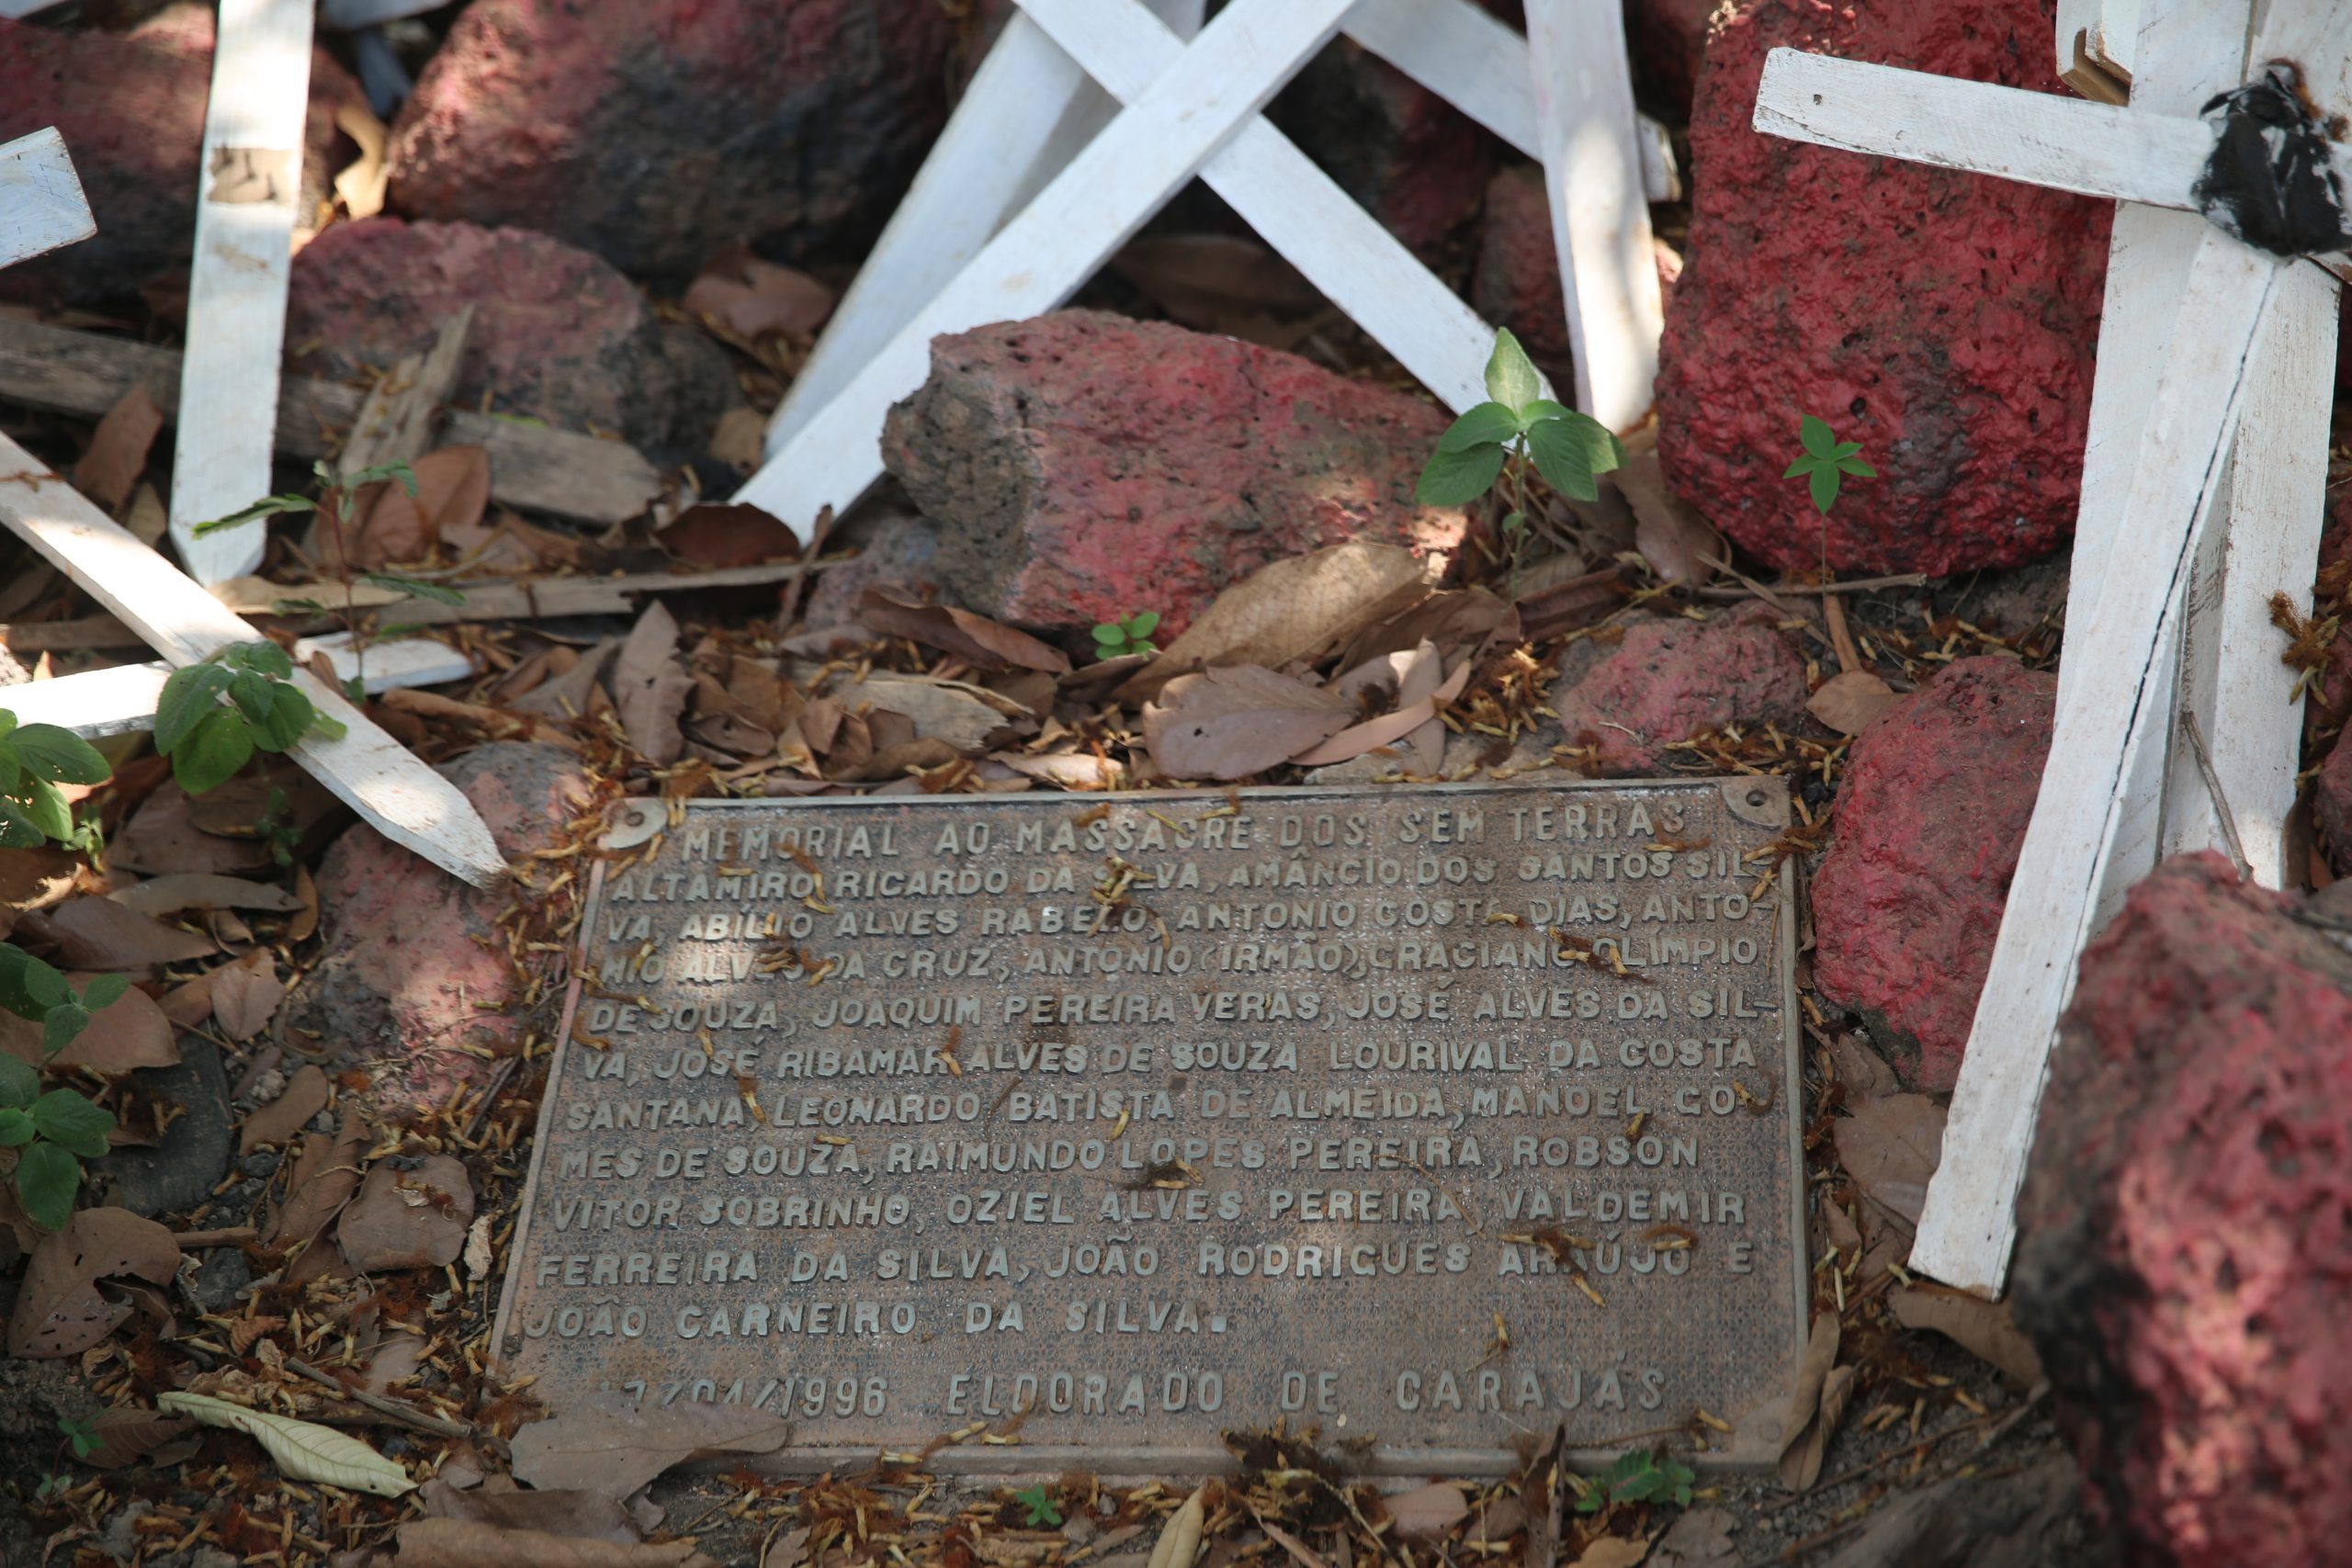 MEMORIAL AO MASSACRE DOS SEM TERRAS
ALTAMIRO RICARDO DA SILVA, AMÂNCIO DOS SANTOS SIL-
VA, ABÍLIO ALVES RABELO, ANTONIO COSTA DIAS, ANTO-
NIO ALVES DA CRUZ, ANTONIO (IRMÃO), GRACIANO OLÍMPIO
DE SOUZA, JOAQUIM PEREIRA VERAS, JOSÉ ALVES DA SIL-
VA, JOSÉ RIBAMAR ALVES DE SOUZA LOURIVAL DA COSTA
SANTANA, LEONARDO BATISTA DE ALMEIDA, MANOEL GO-
MES DE SOUZA, RAIMUNDO LOPES PEREIRA, ROBSON
VITOR SOBRINHO, OZIEL ALVES PEREIRA, VALDEMIR
FERREIRA DA SILVA, JOÃO RODRIGUES ARAÚJO E
JOÃO CARNEIRO DA SILVA.
17/04/1996 ELDORADO DE CARAJÁS